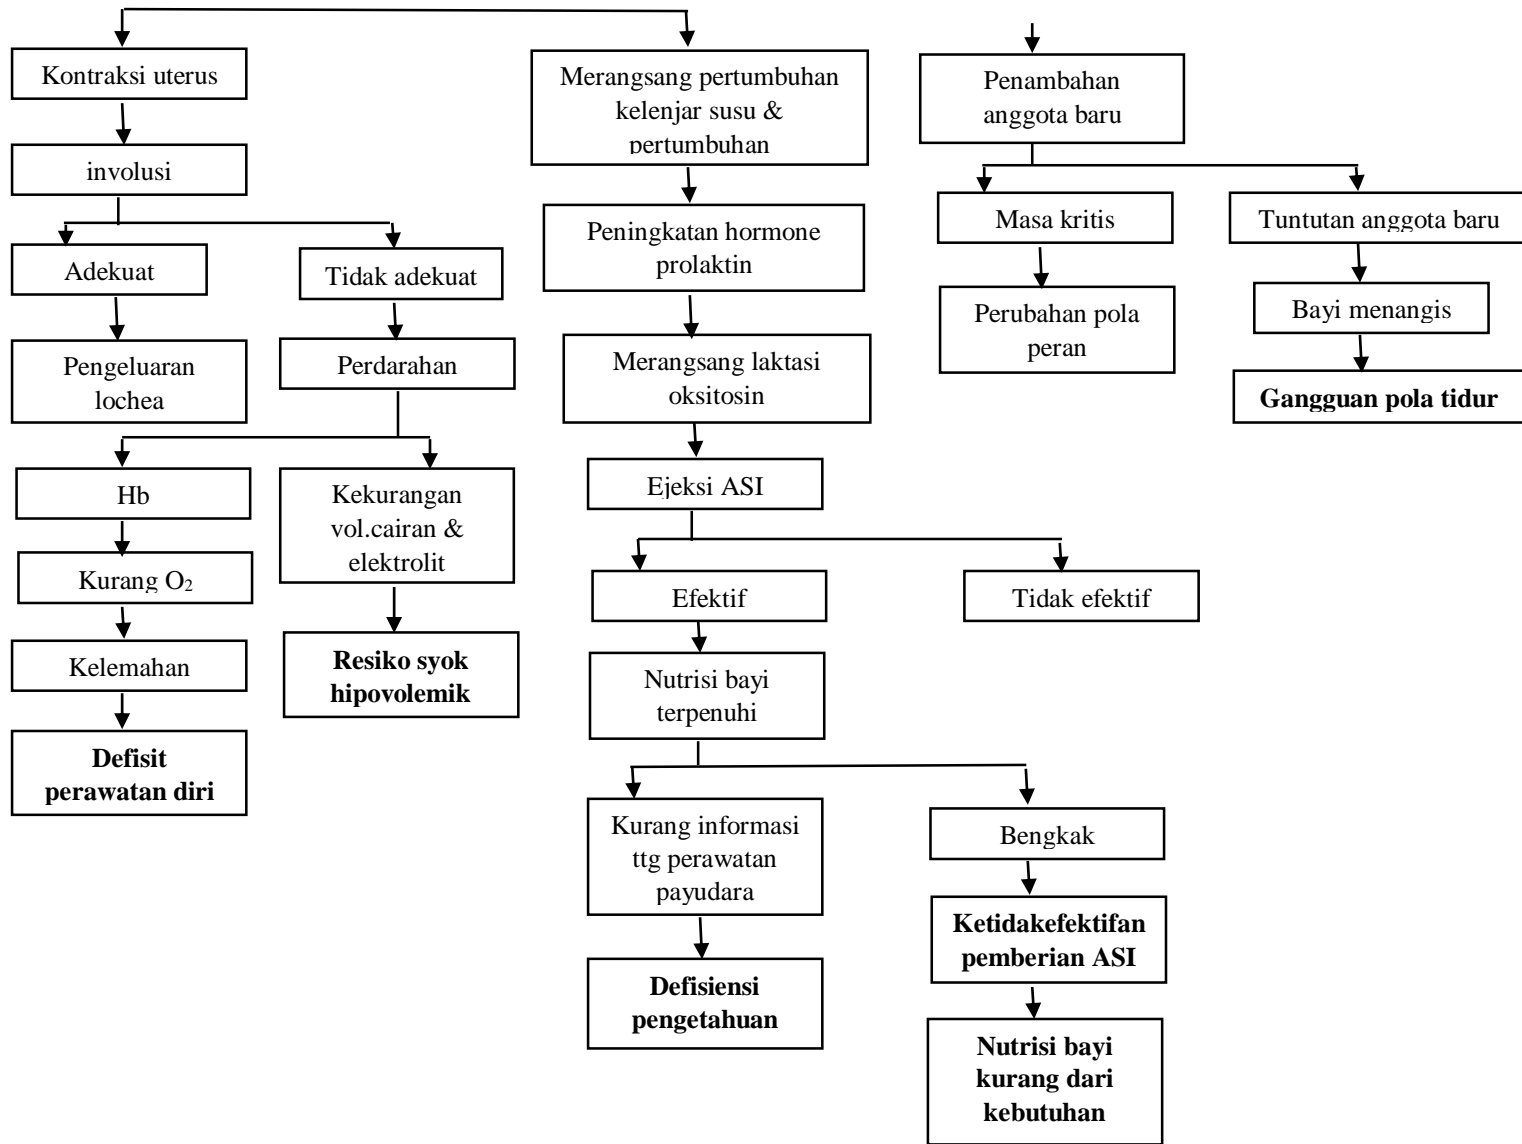 Kontraksi uterus
involusi
Adekuat
Tidak adekuat
Pengeluaran
lochea
Perdarahan
Hb
Kekurangan
vol.cairan &
elektrolit
Kurang O₂
Kelemahan
Resiko syok
hipovolemik
Defisit
perawatan diri
Merangsang pertumbuhan
kelenjar susu &
pertumbuhan
Peningkatan hormone
prolaktin
Merangsang laktasi
oksitosin
Ejeksi ASI
Efektif
Tidak efektif
Nutrisi bayi
terpenuhi
Kurang informasi
ttg perawatan
payudara
Defisiensi
pengetahuan
Bengkak
Ketidakefektifan
pemberian ASI
Nutrisi bayi
kurang dari
kebutuhan
Penambahan
anggota baru
Masa kritis
Perubahan pola
peran
Tuntutan anggota baru
Bayi menangis
Gangguan pola tidur